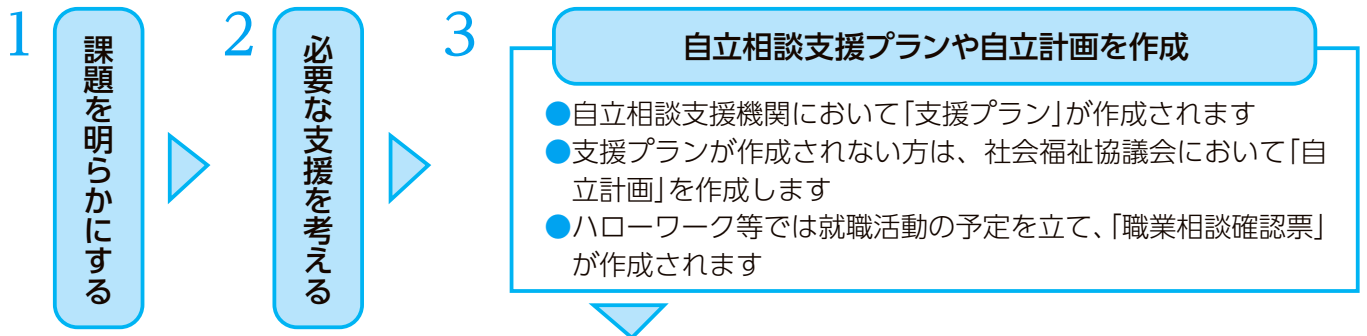 1
課題を明らかにする
2
必要な支援を考える
3
自立相談支援プランや自立計画を作成
●自立相談支援機関において「支援プラン」が作成されます
●支援プランが作成されない方は、社会福祉協議会において「自
立計画」を作成します
●ハローワーク等では就職活動の予定を立て、「職業相談確認票」
が作成されます